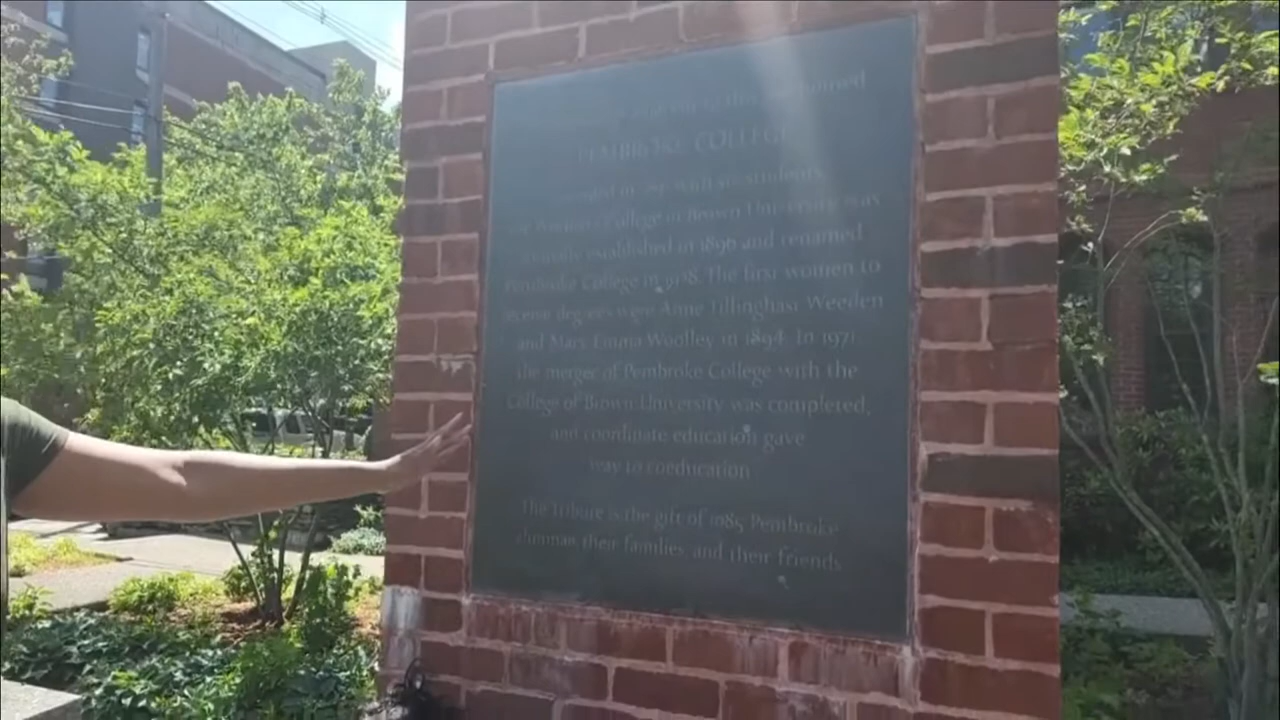 PEMBROKE COLLEGE
with six students,
Women's College in Brown University was
formally established in 1896 and renamed
Pembroke College in 1928. The first women to
receive degrees were Anne Tillinghast Weeden
and Mary Emma Woolley in 1894. In 1971,
the merger of Pembroke College with the
College of Brown University was completed,
and coordinate education gave
way to coeducation
The tribute is the gift of 1085 Pembroke
alumnae, their families, and their friends